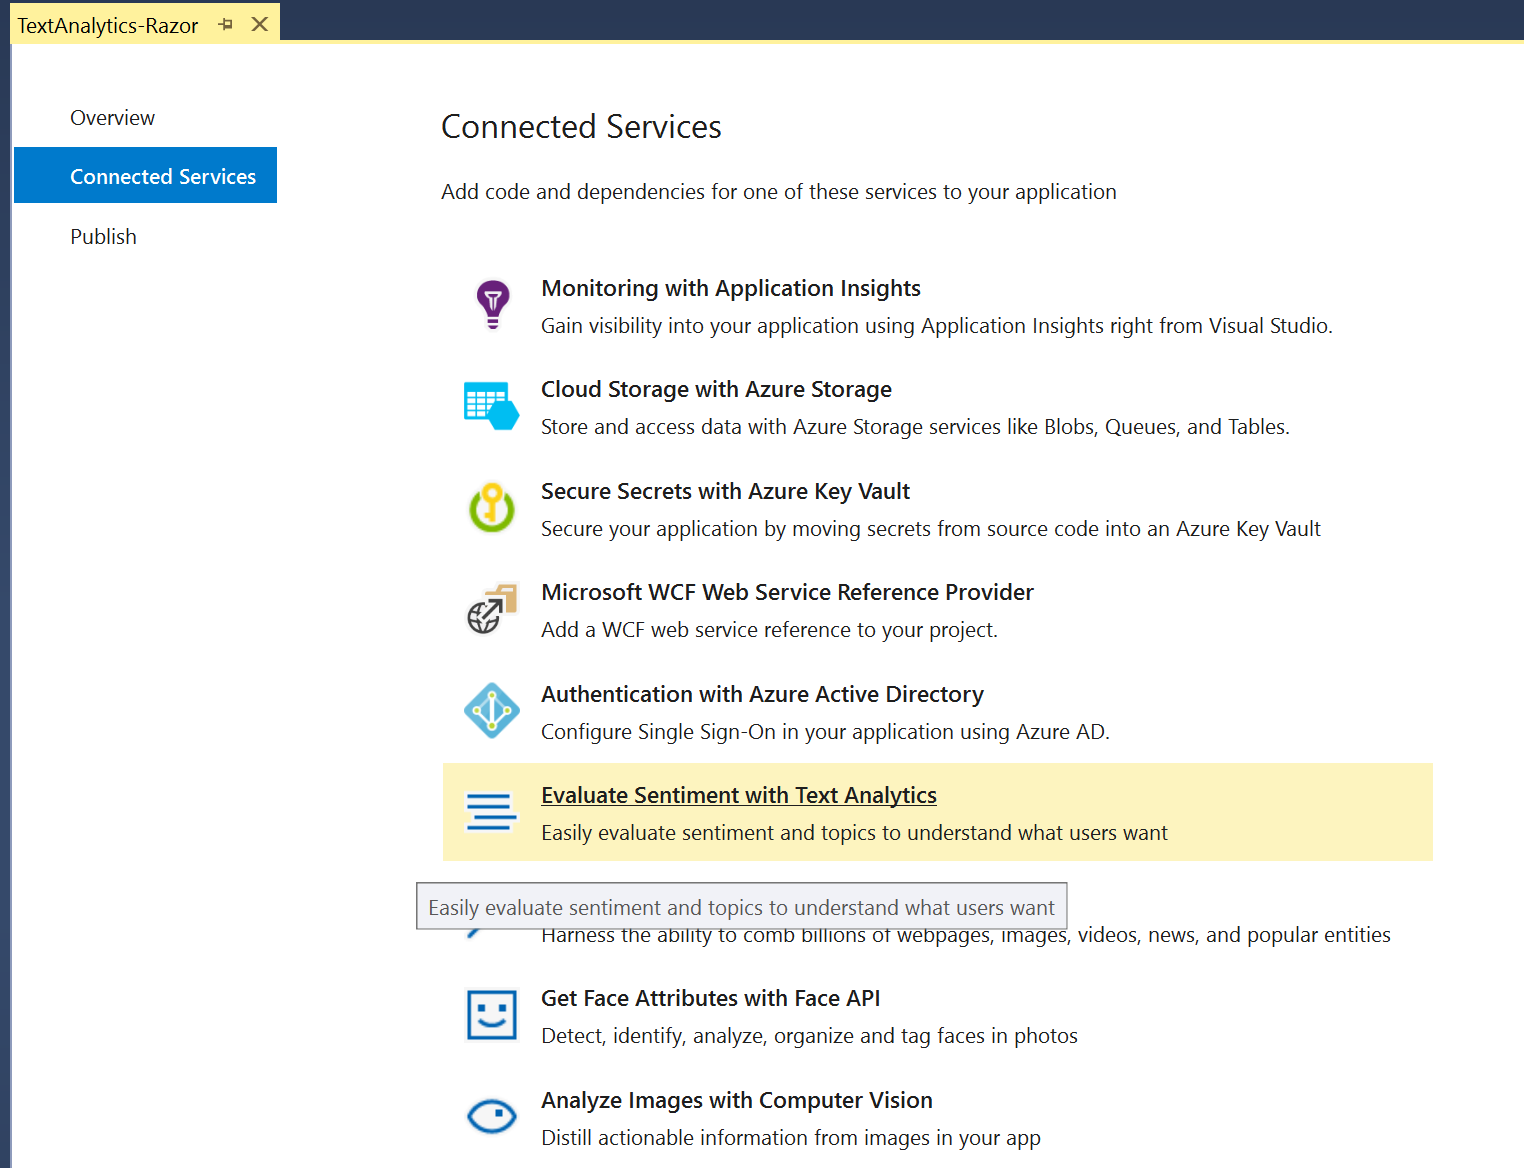 TextAnalytics-Razor
Overview
Connected Services
Publish
Connected Services
Add code and dependencies for one of these services to your application
Monitoring with Application Insights
Gain visibility into your application using Application Insights right from Visual Studio.
Cloud Storage with Azure Storage
Store and access data with Azure Storage services like Blobs, Queues, and Tables.
Secure Secrets with Azure Key Vault
Secure your application by moving secrets from source code into an Azure Key Vault
Microsoft WCF Web Service Reference Provider
Add a WCF web service reference to your project.
Authentication with Azure Active Directory
Configure Single Sign-On in your application using Azure AD.
Evaluate Sentiment with Text Analytics
Easily evaluate sentiment and topics to understand what users want
Easily evaluate sentiment and topics to understand what users want
Harness the ability to comb billions of webpages, images, videos, news, and popular entities
Get Face Attributes with Face API
Detect, identify, analyze, organize and tag faces in photos
Analyze Images with Computer Vision
Distill actionable information from images in your app